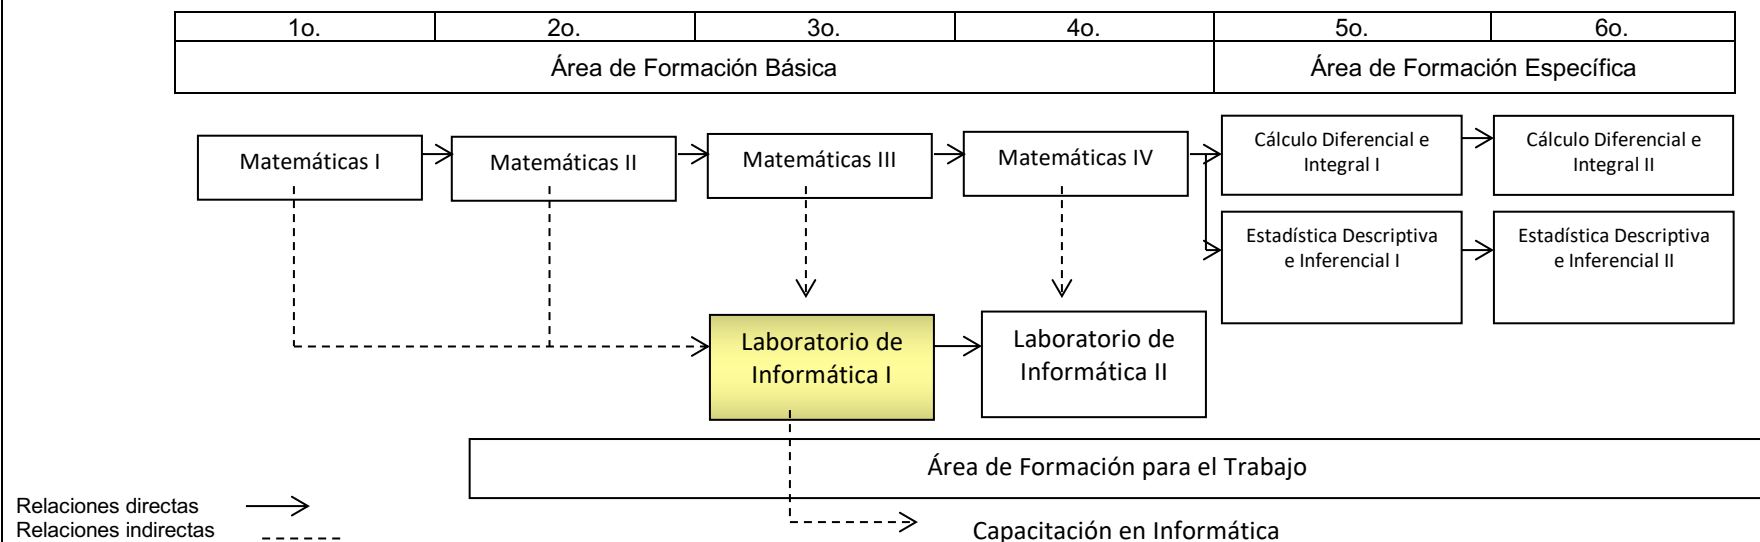 1o. 2o. 3o. 4o. 5o. 6o.
Área de Formación Básica Área de Formación Específica
Matemáticas I
Matemáticas II
Matemáticas III
Matemáticas IV
Cálculo Diferencial e
Integral I
Cálculo Diferencial e
Integral II
Estadística Descriptiva
e Inferencial I
Estadística Descriptiva
e Inferencial II
Laboratorio de
Informática I
Laboratorio de
Informática II
Área de Formación para el Trabajo
Relaciones directas
Relaciones indirectas
Capacitación en Informática